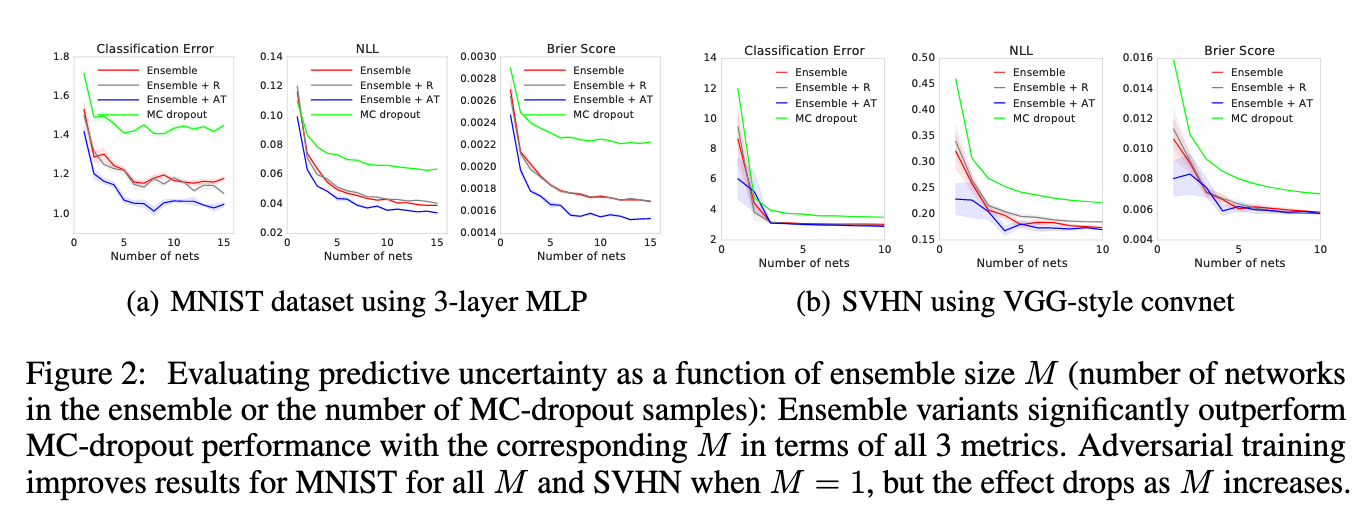 Classification Error
1.8
1.6
1.4
1.2
1.0
0 5 10 15
Number of nets
Ensemble
Ensemble + R
Ensemble + AT
MC dropout
NLL
0.14
0.12
0.10
0.08
0.06
0.04
0.02
0 5 10 15
Number of nets
Ensemble
Ensemble + R
Ensemble + AT
MC dropout
Brier Score
0.0030
0.0028
0.0026
0.0024
0.0022
0.0020
0.0018
0.0016
0.0014
0 5 10 15
Number of nets
Ensemble
Ensemble + R
Ensemble + AT
MC dropout
(a) MNIST dataset using 3-layer MLP
Classification Error
14
12
10
8
6
4
2
0 5 10
Number of nets
Ensemble
Ensemble + R
Ensemble + AT
MC dropout
NLL
0.50
0.45
0.40
0.35
0.30
0.25
0.20
0.15
0 5 10
Number of nets
Ensemble
Ensemble + R
Ensemble + AT
MC dropout
Brier Score
0.016
0.014
0.012
0.010
0.008
0.006
0.004
0 5 10
Number of nets
Ensemble
Ensemble + R
Ensemble + AT
MC dropout
(b) SVHN using VGG-style convnet
Figure 2: Evaluating predictive uncertainty as a function of ensemble size M (number of networks
in the ensemble or the number of MC-dropout samples): Ensemble variants significantly outperform
MC-dropout performance with the corresponding M in terms of all 3 metrics. Adversarial training
improves results for MNIST for all M and SVHN when M = 1, but the effect drops as M increases.